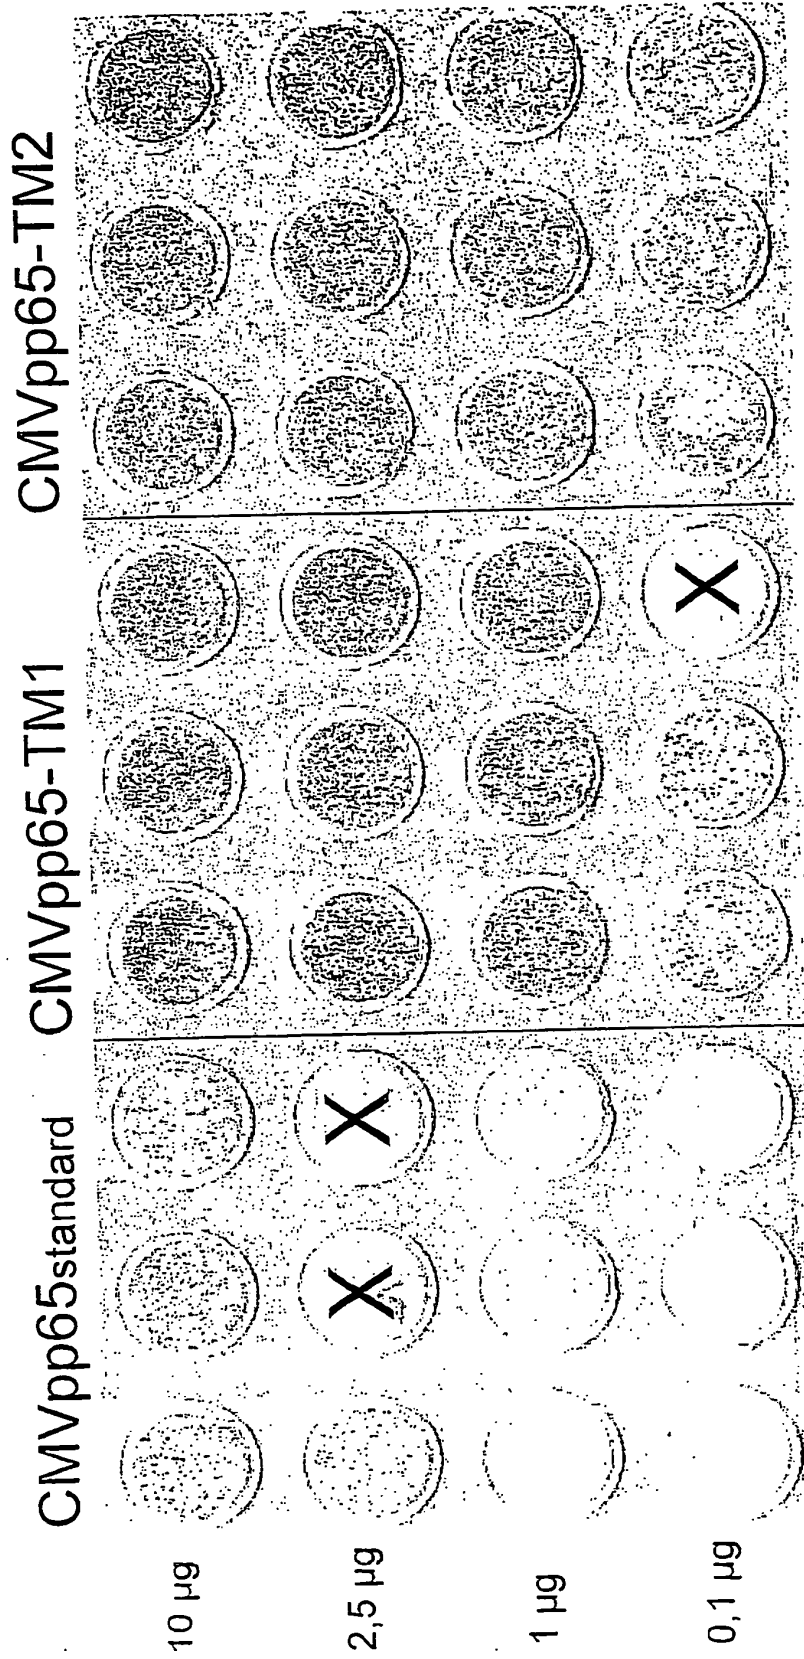 CMVpp65standard CMVpp65-TM1 CMVpp65-TM2
10 µg
2,5 µg X X
1 µg
0,1 µg X